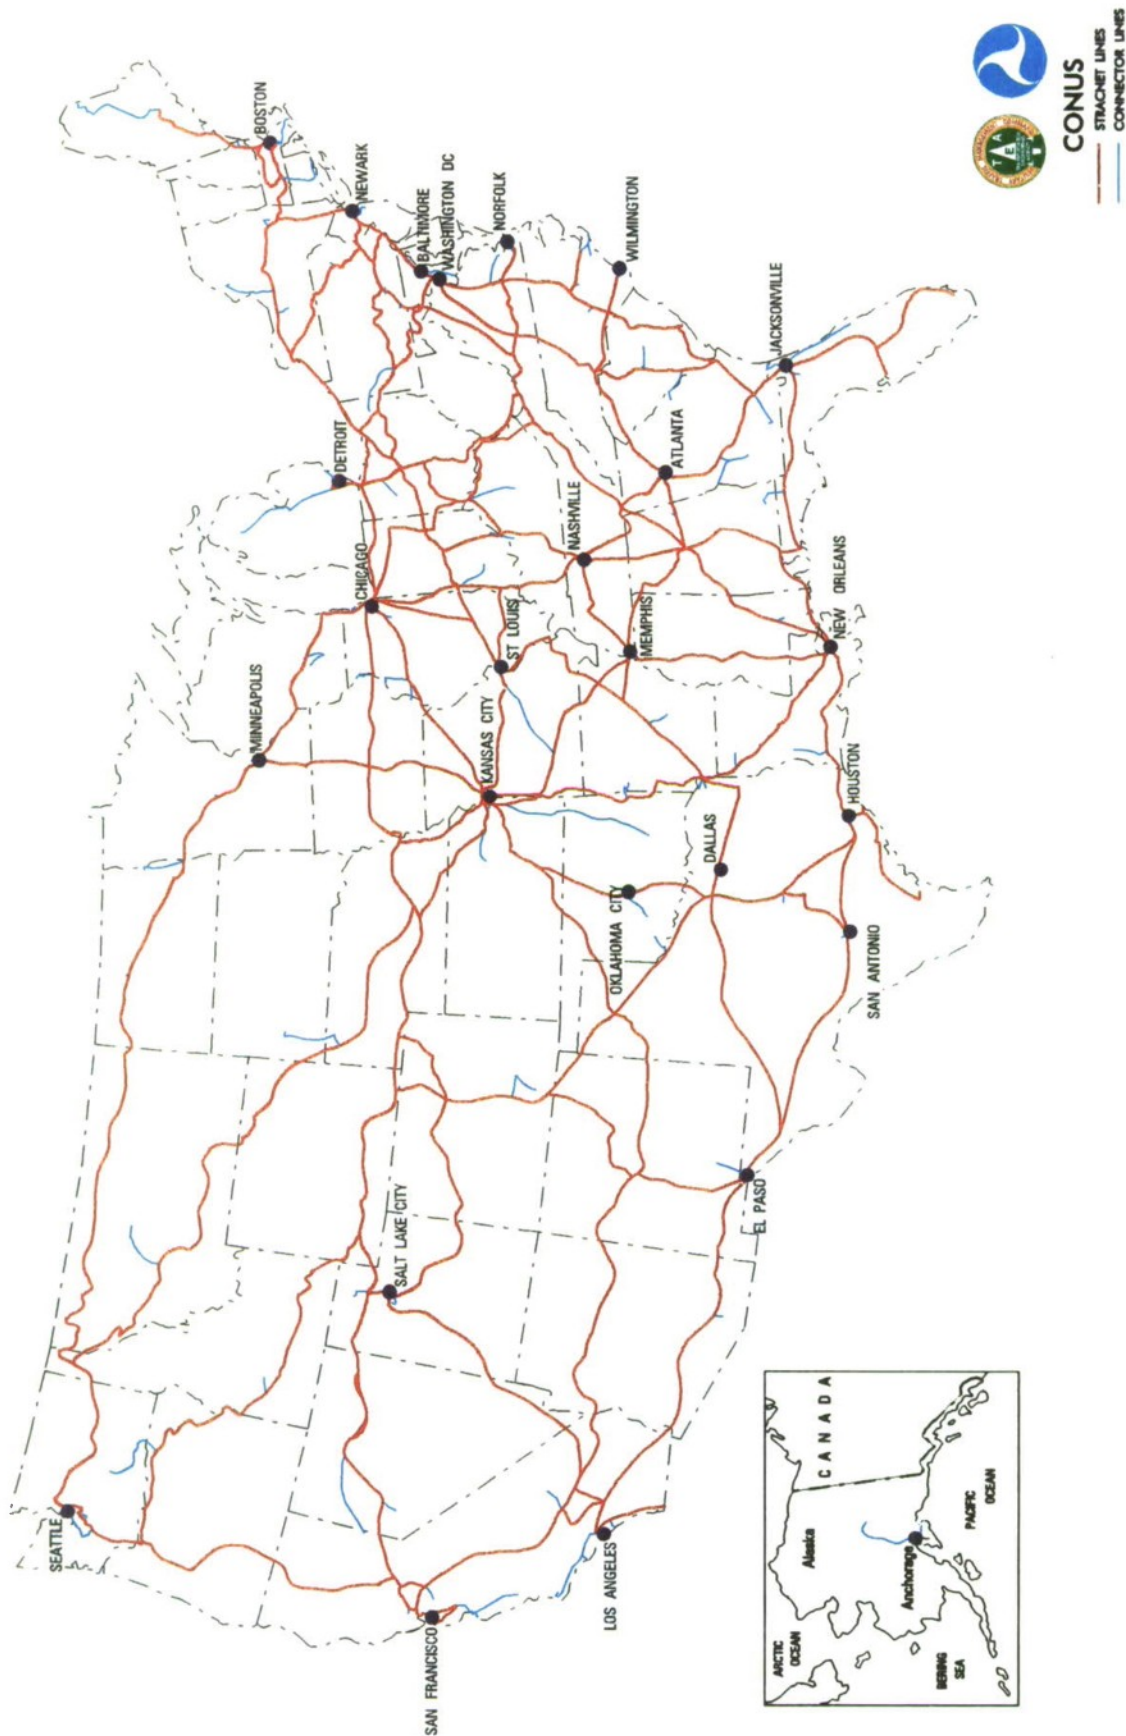 SEATTLE
MINNEAPOLIS
BOSTON
DETROIT
NEWARK
CHICAGO
BALTIMORE
WASHINGTON DC
SAN FRANCISCO
SALT LAKE CITY
KANSAS CITY
ST LOUIS
NORFOLK
NASHVILLE
LOS ANGELES
OKLAHOMA CITY
MEMPHIS
WILMINGTON
ATLANTA
DALLAS
EL PASO
JACKSONVILLE
NEW ORLEANS
HOUSTON
SAN ANTONIO
ARCTIC
OCEAN
Alaska
CANADA
Anchorage
BERING
SEA
PACIFIC
OCEAN
TEA
CONUS
STRACNET LINES
CONNECTOR LINES